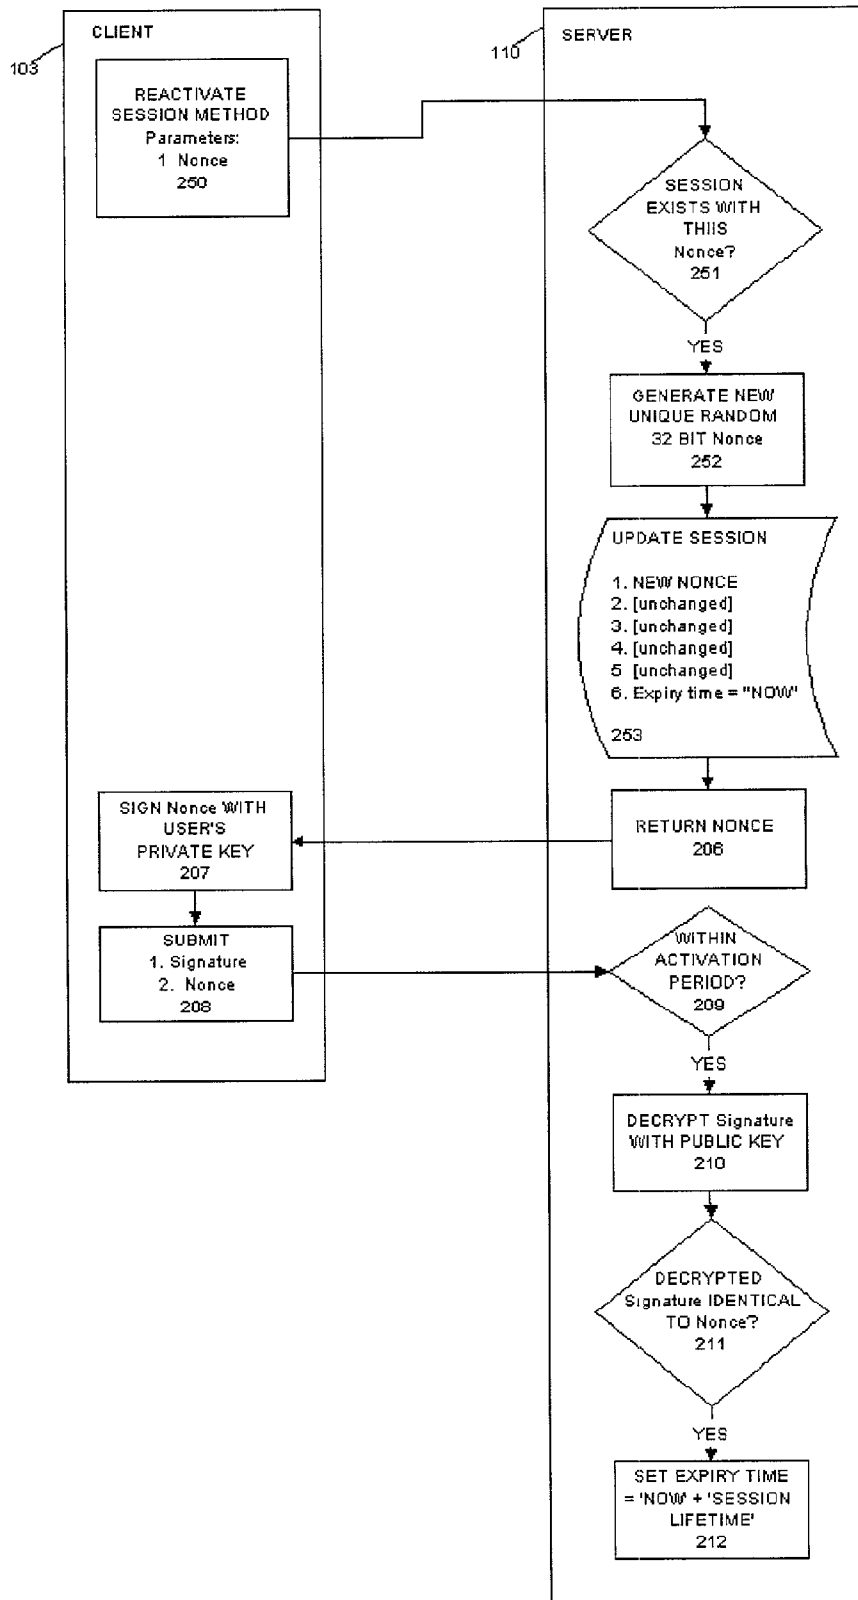 CLIENT
103
REACTIVATE
SESSION METHOD
Parameters:
1 Nonce
250
110
SERVER
SESSION
EXISTS WITH
THIIS
Nonce?
251
YES
GENERATE NEW
UNIQUE RANDOM
32 BIT Nonce
252
UPDATE SESSION
1. NEW NONCE
2. [unchanged]
3. [unchanged]
4. [unchanged]
5 [unchanged]
6. Expiry time = "NOW"
253
SIGN Nonce WITH
USER'S
PRIVATE KEY
207
RETURN NONCE
206
SUBMIT
1. Signature
2. Nonce
208
WITHIN
ACTIVATION
PERIOD?
209
YES
DECRYPT Signature
WITH PUBLIC KEY
210
DECRYPTED
Signature IDENTICAL
TO Nonce?
211
YES
SET EXPIRY TIME
= 'NOW' + 'SESSION
LIFETIME'
212